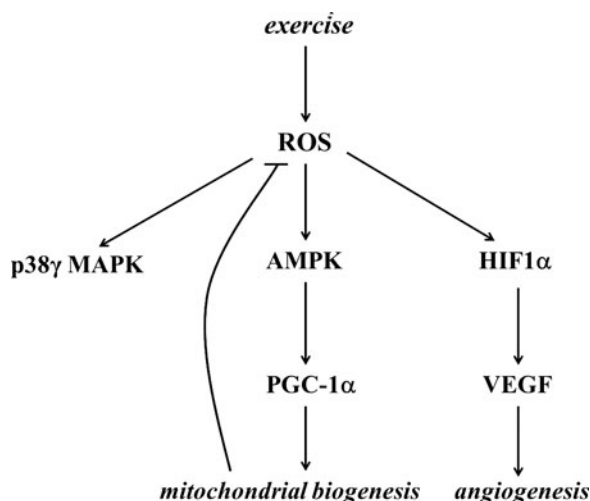 exercise
ROS
p38γ MAPK AMPK HIF1α
PGC-1α VEGF
mitochondrial biogenesis angiogenesis